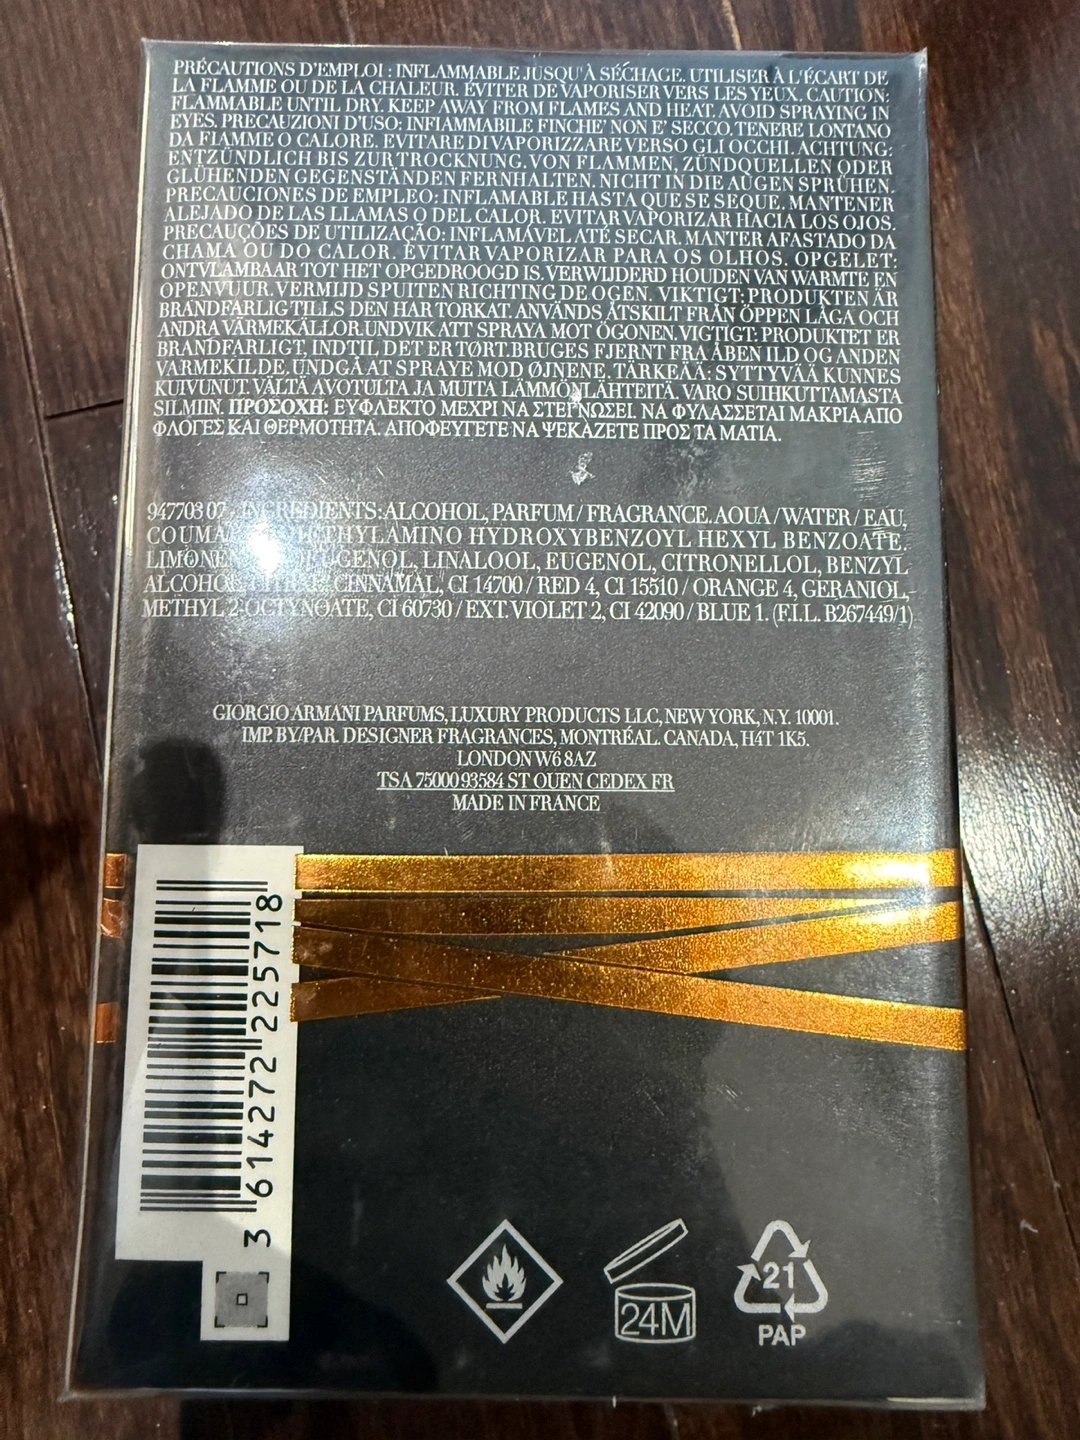 PRÉCAUTIONS D'EMPLOI : INFLAMMABLE JUSQU'À SÉCHAGE. UTILISER À L'ÉCART DE
LA FLAMME OU DE LA CHALEUR. ÉVITER DE VAPORISER VERS LES YEUX. CAUTION:
FLAMMABLE UNTIL DRY. KEEP AWAY FROM FLAMES AND HEAT. AVOID SPRAYING IN
EYES. PRECAUZIONI D'USO: INFIAMMABILE FINCHE' NON E' SECCO. TENERE LONTANO
DA FIAMME O CALORE. EVITARE DI VAPORIZZARE VERSO GLI OCCHI. ACHTUNG:
ENTZÜNDLICH BIS ZUR TROCKNUNG. VON FLAMMEN, ZÜNDQUELLEN ODER
GLÜHENDEN GEGENSTÄNDEN FERNHALTEN. NICHT IN DIE AUGEN SPRÜHEN.
PRECAUCIONES DE EMPLEO: INFLAMABLE HASTA QUE SE SEQUE. MANTENER
ALEJADO DE LAS LLAMAS O DEL CALOR. EVITAR VAPORIZAR HACIA LOS OJOS.
PRECAUÇÕES DE UTILIZAÇÃO: INFLAMÁVEL ATÉ SECAR. MANTER AFASTADO DA
CHAMA OU DO CALOR. EVITAR VAPORIZAR PARA OS OLHOS. OPGELET:
ONTVLAMBAAR TOT HET OPGEDROOGD IS. VERWIJDERD HOUDEN VAN WARMTE EN
OPENVUUR. VERMIJD SPUITEN RICHTING DE OGEN. VIKTIGT: PRODUKTEN ÄR
BRANDFARLIG TILLS DEN HAR TORKAT. ANVÄNDS ÅTSKILT FRÅN ÖPPEN LÅGA OCH
ANDRA VÄRMEKÄLLOR. UNDVIK ATT SPRAYA MOT ÖGONEN. VIGTIGT: PRODUKTET ER
BRANDFARLIGT, INDTIL DET ER TØRT. BRUGES FJERNT FRA ÅBEN ILD OG ANDEN
VARMEKILDE. UNDGÅ AT SPRAYE MOD ØJNENE. TÄRKEÄÄ: SYTTYVÄÄ KUNNES
KUIVUNUT. VÄLTÄ AVOTULTA JA MUITA LÄMMÖNLÄHTEITÄ. VARO SUIHKUTTAMASTA
SILMIIN. ΠΡΟΣΟΧΗ: ΕΥΦΛΕΚΤΟ ΜΕΧΡΙ ΝΑ ΣΤΕΓΝΩΣΕΙ. ΝΑ ΦΥΛΑΣΣΕΤΑΙ ΜΑΚΡΙΑ ΑΠΟ
ΦΛΟΓΕΣ ΚΑΙ ΘΕΡΜΟΤΗΤΑ. ΑΠΟΦΕΥΓΕΤΕ ΝΑ ΨΕΚΑΖΕΤΕ ΠΡΟΣ ΤΑ ΜΑΤΙΑ.
947703 07 - INGREDIENTS: ALCOHOL, PARFUM / FRAGRANCE. AQUA / WATER / EAU,
HYDROXYBENZOYL HEXYL BENZOATE.
LINALOOL, EUGENOL, CITRONELLOL, BENZYL
ALCOHOL, CINNAMAL, CI 14700 / RED 4, CI 15510 / ORANGE 4, GERANIOL,
METHYL 2-OCTYNOATE, CI 60730 / EXT. VIOLET 2, CI 42090 / BLUE 1. (F.I.L. B267449/1)
GIORGIO ARMANI PARFUMS, LUXURY PRODUCTS LLC, NEW YORK, N.Y. 10001.
IMP. BY/PAR. DESIGNER FRAGRANCES, MONTRÉAL. CANADA, H4T 1K5.
LONDON W6 8AZ
TSA 75000 93584 ST OUEN CEDEX FR
MADE IN FRANCE
3 614272 225718
24M
21
PAP